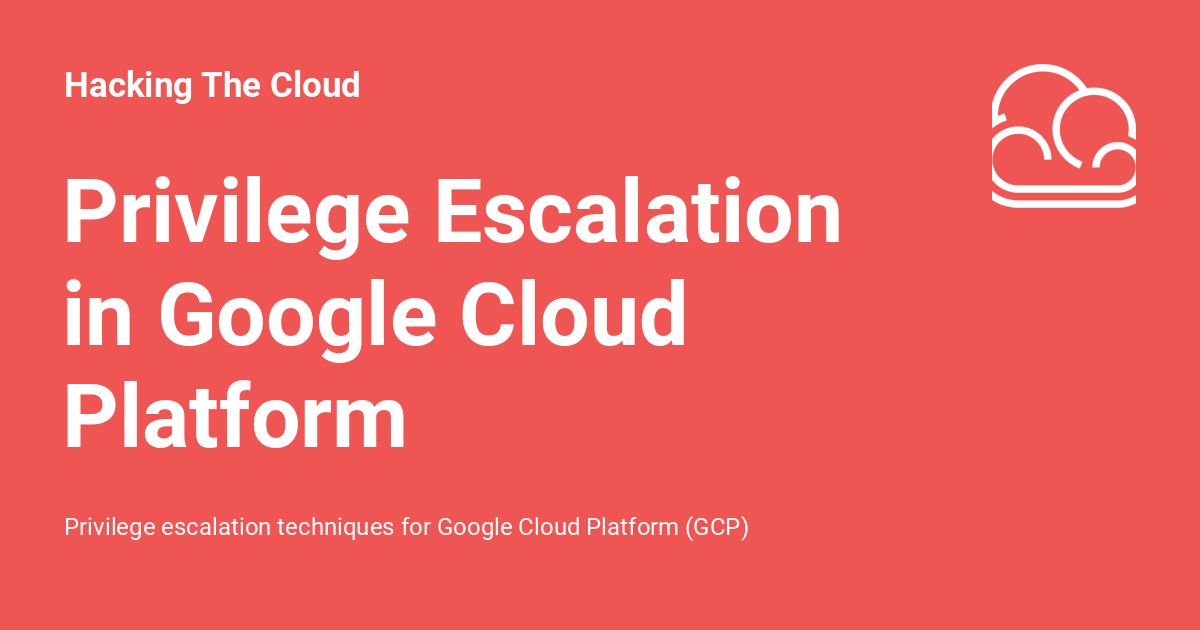 Hacking The Cloud
Privilege Escalation
in Google Cloud
Platform
Privilege escalation techniques for Google Cloud Platform (GCP)